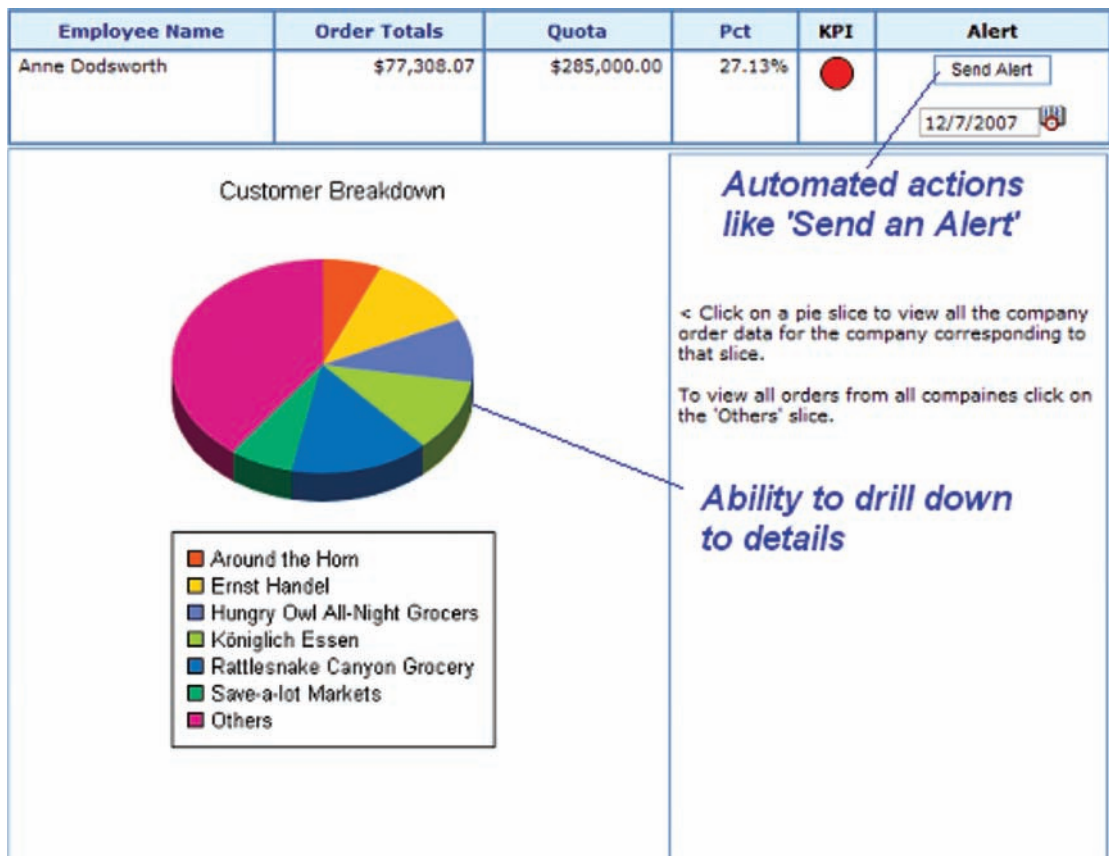 Employee Name Order Totals Quota Pct KPI Alert
Anne Dodsworth $77,308.07 $285,000.00 27.13% Send Alert
12/7/2007
Customer Breakdown
Automated actions
like 'Send an Alert'
< Click on a pie slice to view all the company
order data for the company corresponding to
that slice.
To view all orders from all compaines click on
the 'Others' slice.
Ability to drill down
to details
Around the Horn
Ernst Handel
Hungry Owl All-Night Grocers
Königlich Essen
Rattlesnake Canyon Grocery
Save-a-lot Markets
Others